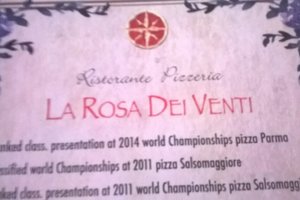 Ristorante Pizzeria
LA ROSA DEI VENTI
nked class. presentation at 2014 world Championships pizza Parma
ssified world Championships at 2011 pizza Salsomaggiore
nked class. presentation at 2011 world Championships pizza Salsomaggi